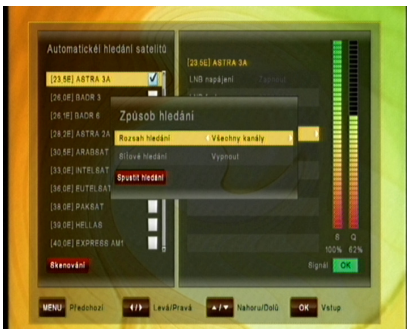 Automatickéí hledání satelitů
[23.5E] ASTRA 3A
[26.0E] BADR 3
[26.1E] BADR 6
[28.2E] ASTRA 2A
[30.5E] ARABSAT
[33.0E] INTELSAT
[36.0E] EUTELSAT
[38.0E] PAKSAT
[39.0E] HELLAS
[40.0E] EXPRESS AM1
Skenování
[23.5E] ASTRA 3A
LNB napájení Zapnout
Způsob hledání
Rozsah hledání Všechny kanály
Síťové hledání Vypnout
Spustit hledání
S Q
100% 62%
Signál OK
MENU Předchozí
Levá/Pravá
Nahoru/Dolů
OK Vstup